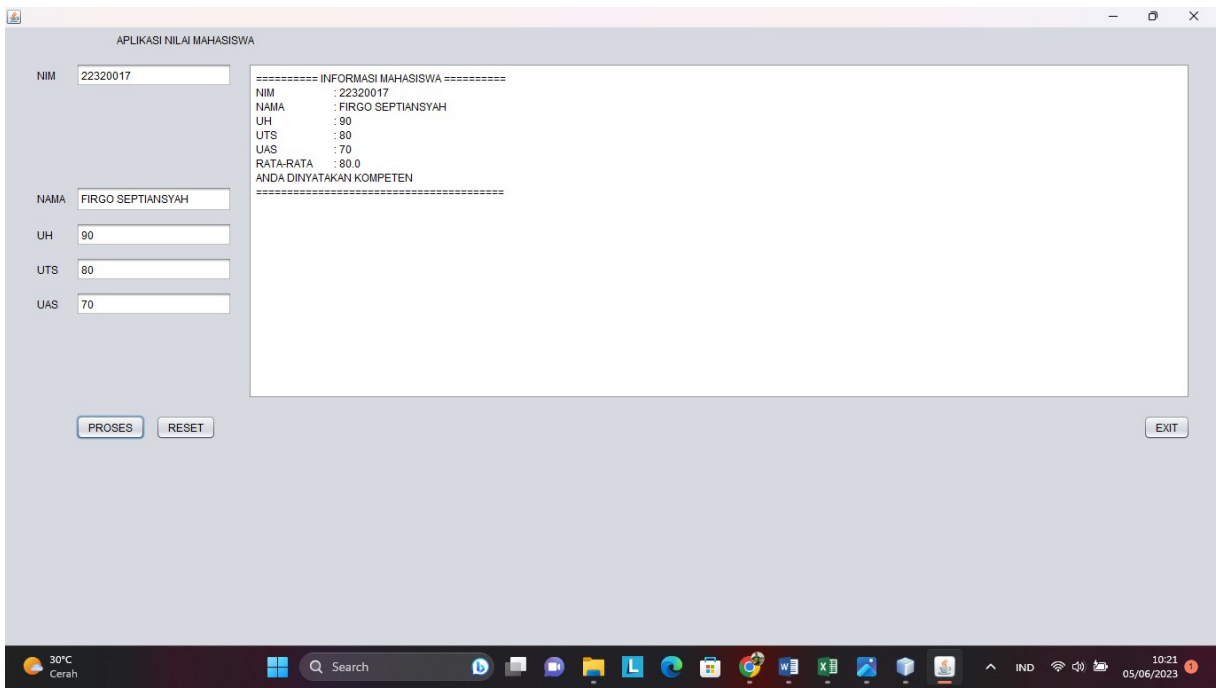 APLIKASI NILAI MAHASISWA
NIM 22320017
NAMA FIRGO SEPTIANSYAH
UH 90
UTS 80
UAS 70
========== INFORMASI MAHASISWA ==========
NIM : 22320017
NAMA : FIRGO SEPTIANSYAH
UH : 90
UTS : 80
UAS : 70
RATA-RATA : 80.0
ANDA DINYATAKAN KOMPETEN
========================================
PROSES RESET EXIT
30°C
Cerah
Search
IND
10:21
05/06/2023
1